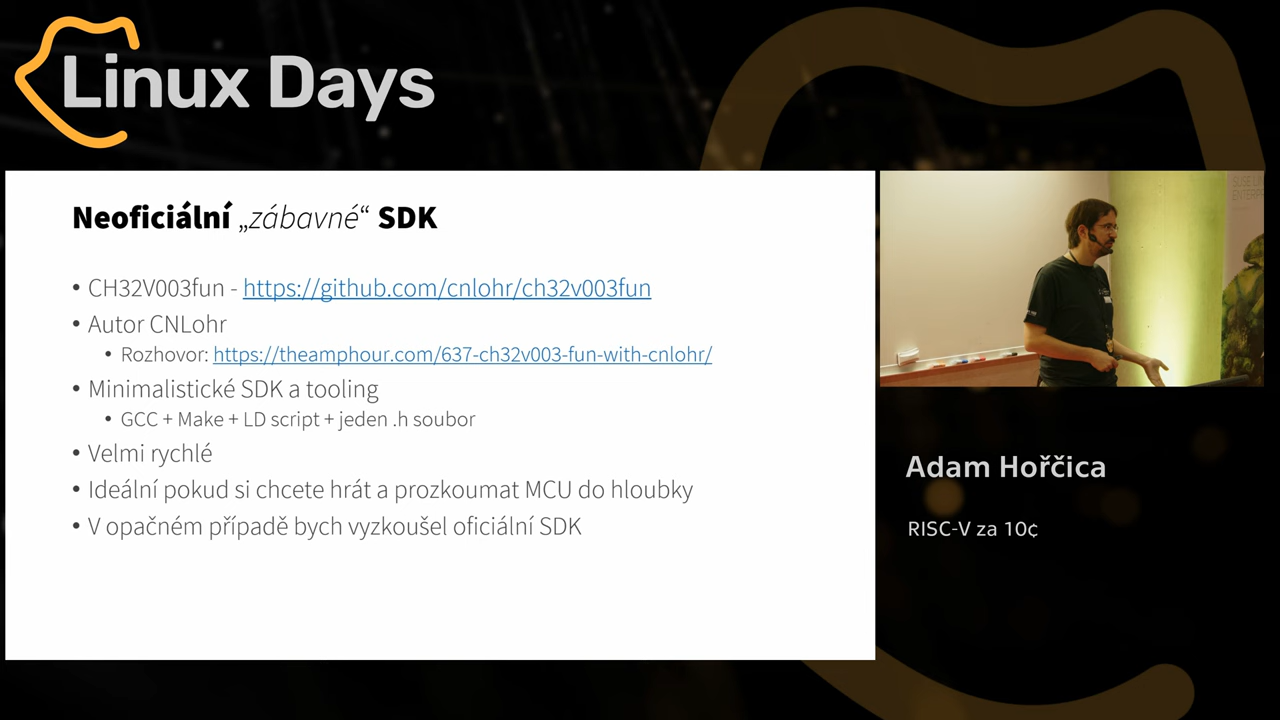 Linux Days
Neoficiální „zábavné“ SDK
• CH32V003fun - https://github.com/cnlohr/ch32v003fun
• Autor CNLohr
• Rozhovor: https://theamphour.com/637-ch32v003-fun-with-cnlohr/
• Minimalistické SDK a tooling
• GCC + Make + LD script + jeden .h soubor
• Velmi rychlé
• Ideální pokud si chcete hrát a prozkoumat MCU do hloubky
• V opačném případě bych vyzkoušel oficiální SDK
Adam Hořčica
RISC-V za 10¢